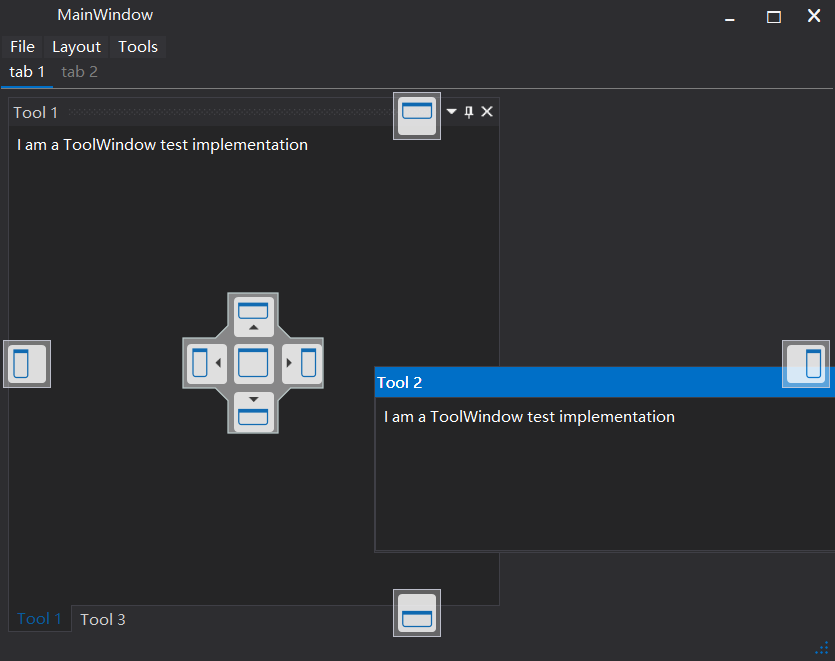 MainWindow
File Layout Tools
tab 1 tab 2
Tool 1
I am a ToolWindow test implementation
Tool 2
I am a ToolWindow test implementation
Tool 1 Tool 3